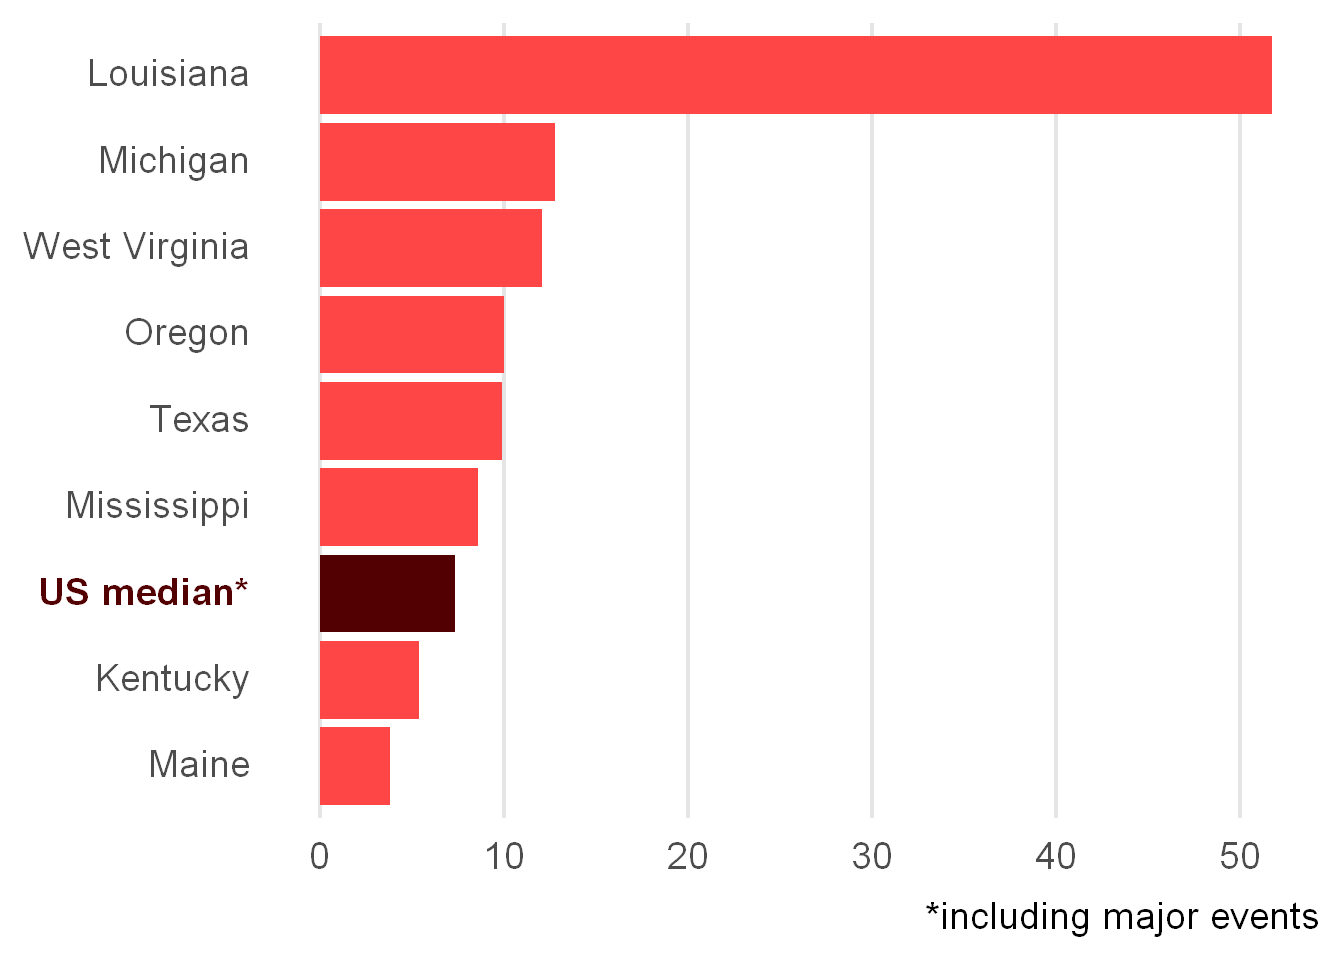 Louisiana
Michigan
West Virginia
Oregon
Texas
Mississippi
US median*
Kentucky
Maine
0 10 20 30 40 50
*including major events